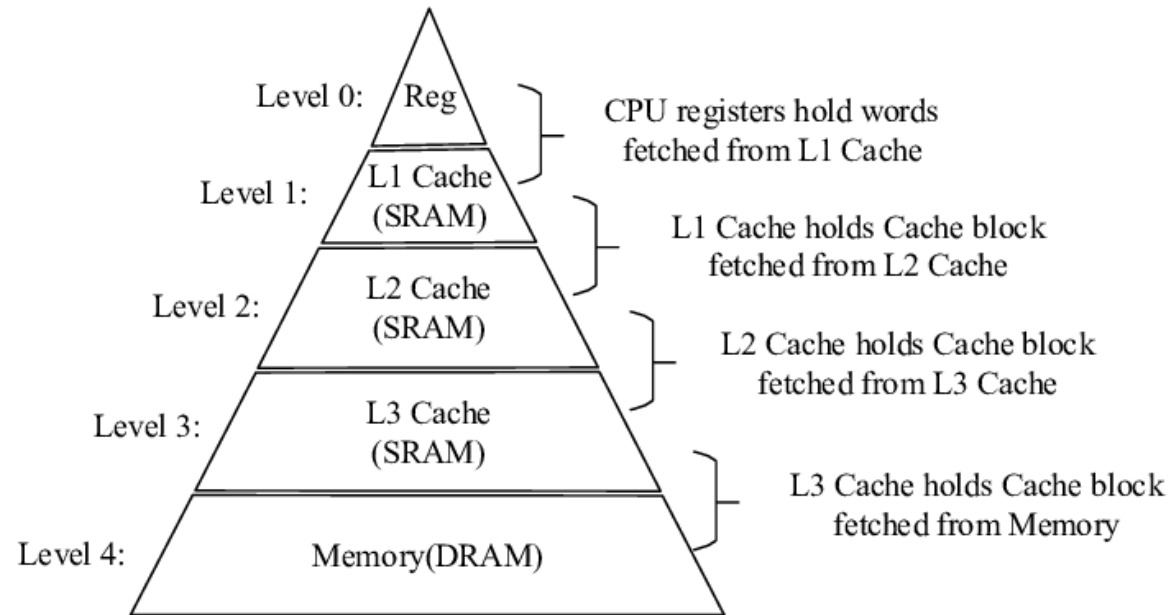 Level 0:
Reg
CPU registers hold words
fetched from L1 Cache
Level 1:
L1 Cache
(SRAM)
L1 Cache holds Cache block
fetched from L2 Cache
Level 2:
L2 Cache
(SRAM)
L2 Cache holds Cache block
fetched from L3 Cache
Level 3:
L3 Cache
(SRAM)
L3 Cache holds Cache block
fetched from Memory
Level 4:
Memory(DRAM)